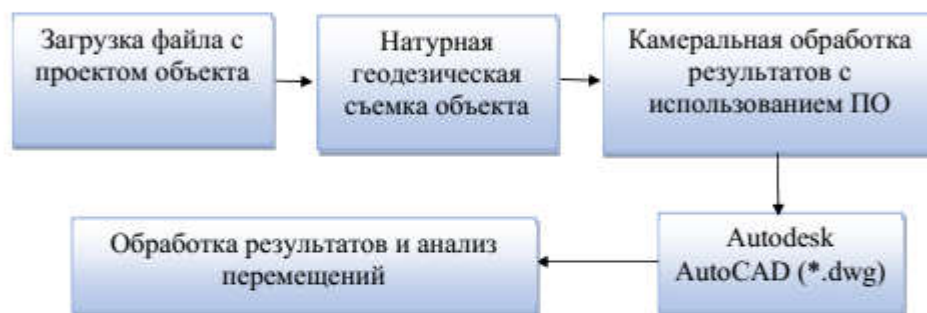 Загрузка файла с
проектом объекта
Натурная
геодезическая
съемка объекта
Камеральная обработка
результатов с
использованием ПО
Autodesk
AutoCAD (*.dwg)
Обработка результатов и анализ
перемещений